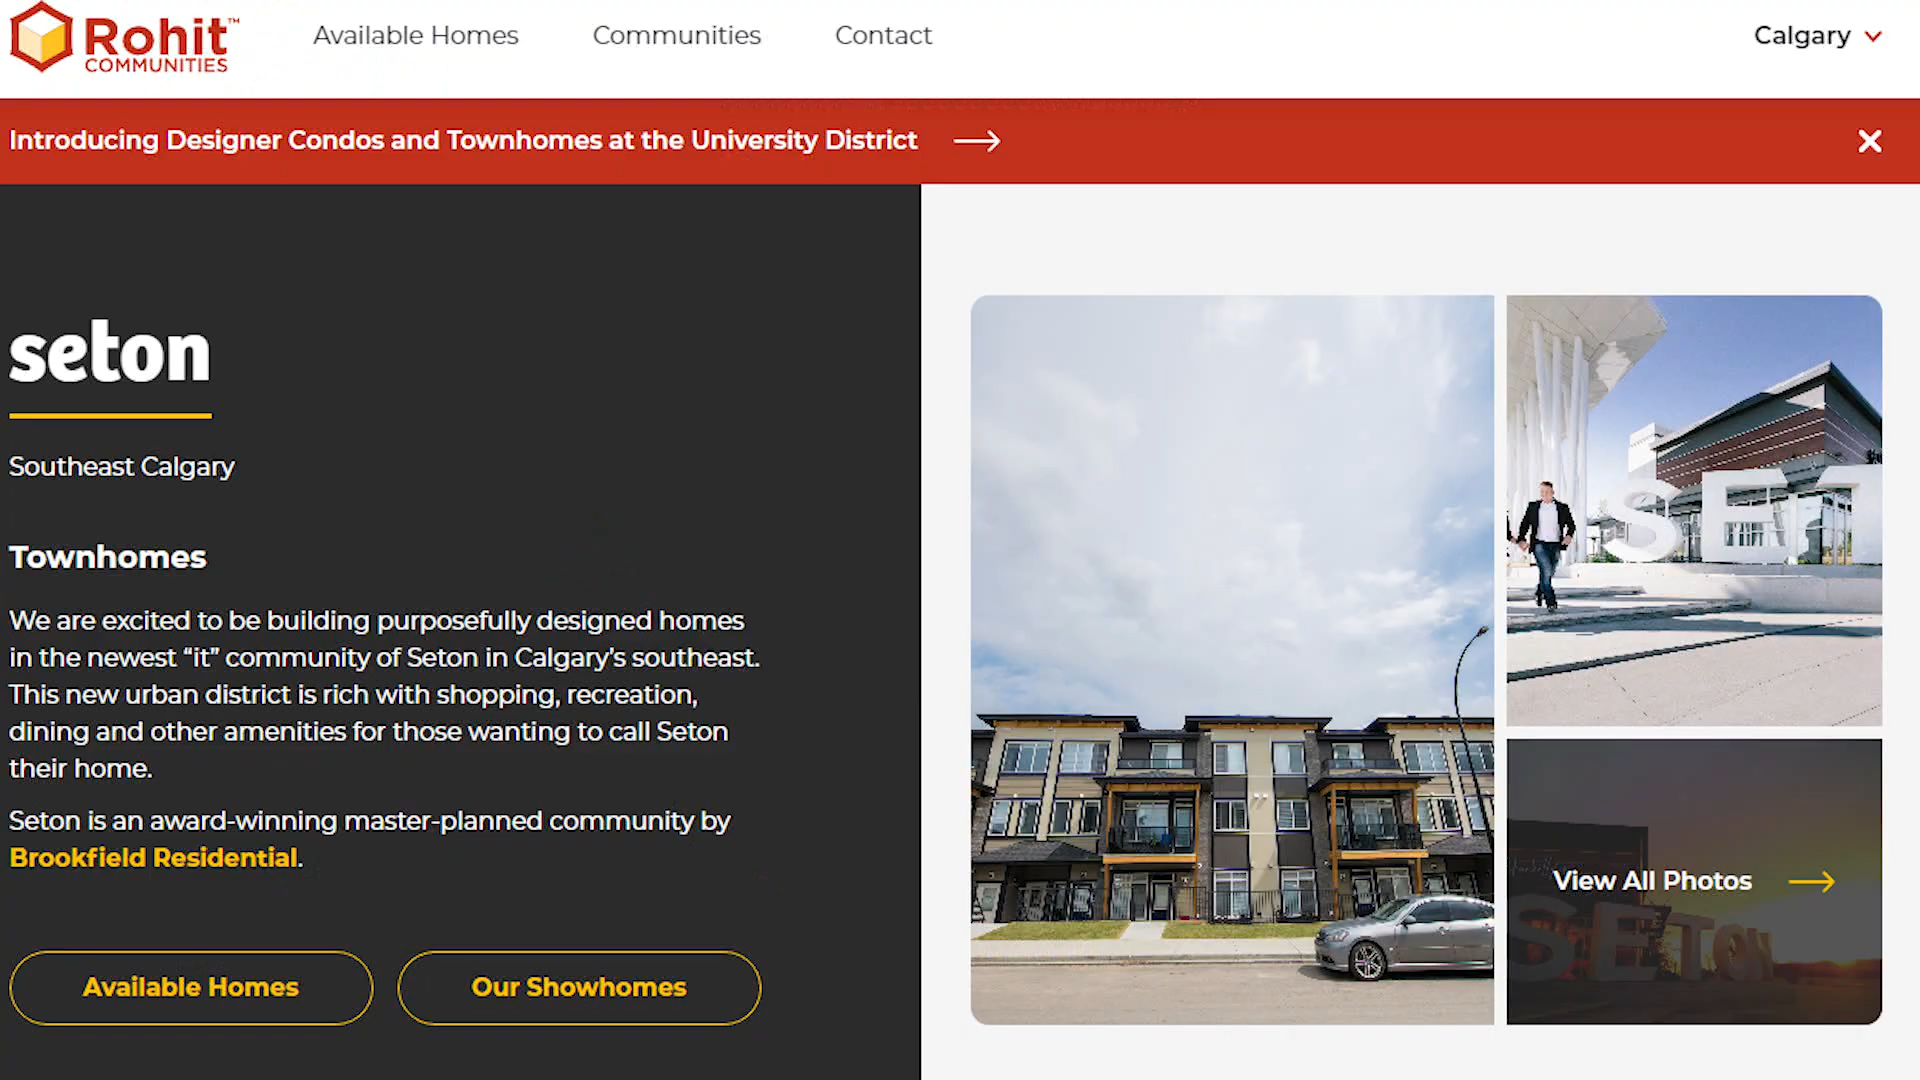 Rohit™
COMMUNITIES
Available Homes
Communities
Contact
Calgary
Introducing Designer Condos and Townhomes at the University District
seton
Southeast Calgary
Townhomes
We are excited to be building purposefully designed homes
in the newest “it” community of Seton in Calgary’s southeast.
This new urban district is rich with shopping, recreation,
dining and other amenities for those wanting to call Seton
their home.
Seton is an award-winning master-planned community by
Brookfield Residential.
Available Homes
Our Showhomes
SET
View All Photos
SETON